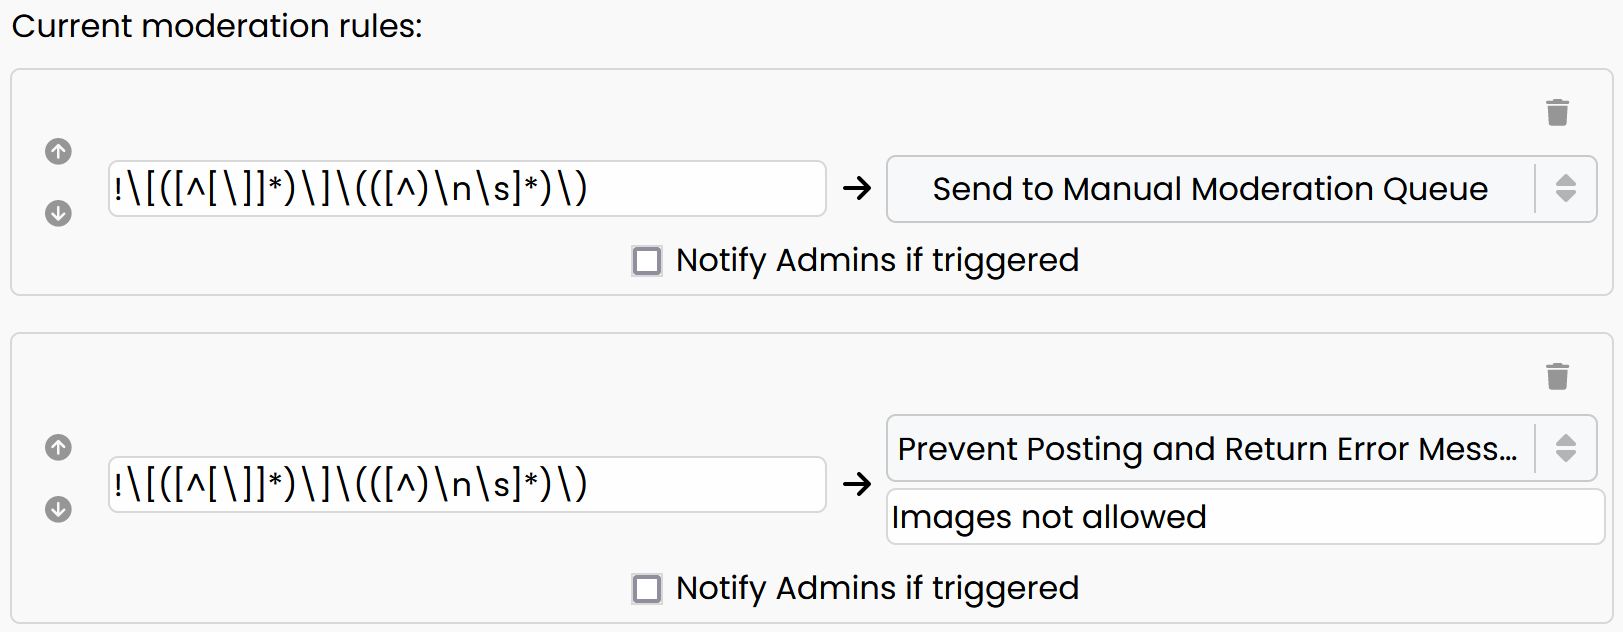 Current moderation rules:
!\[([^[\]]*)\]\(([^)\n\s]*)\)
→
Send to Manual Moderation Queue
Notify Admins if triggered
!\[([^[\]]*)\]\(([^)\n\s]*)\)
→
Prevent Posting and Return Error Mess...
Images not allowed
Notify Admins if triggered